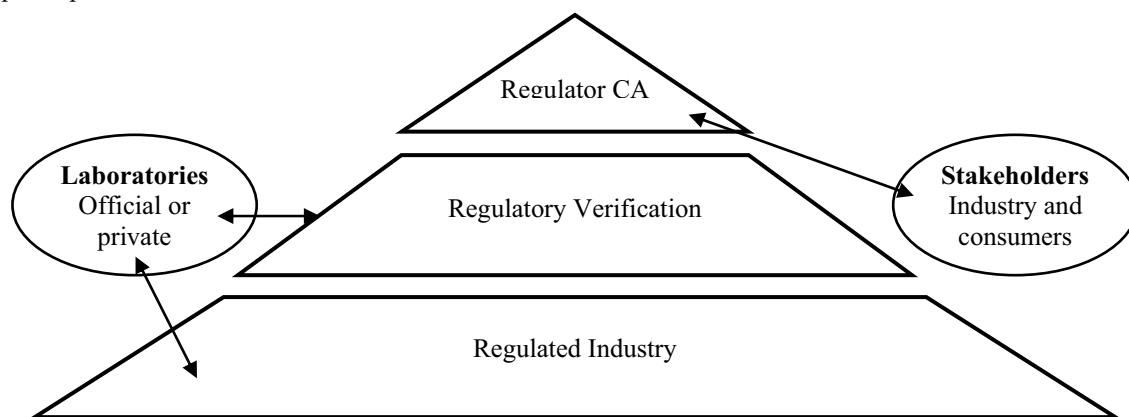 Regulator CA
Laboratories
Official or
private
Regulatory Verification
Stakeholders
Industry and
consumers
Regulated Industry